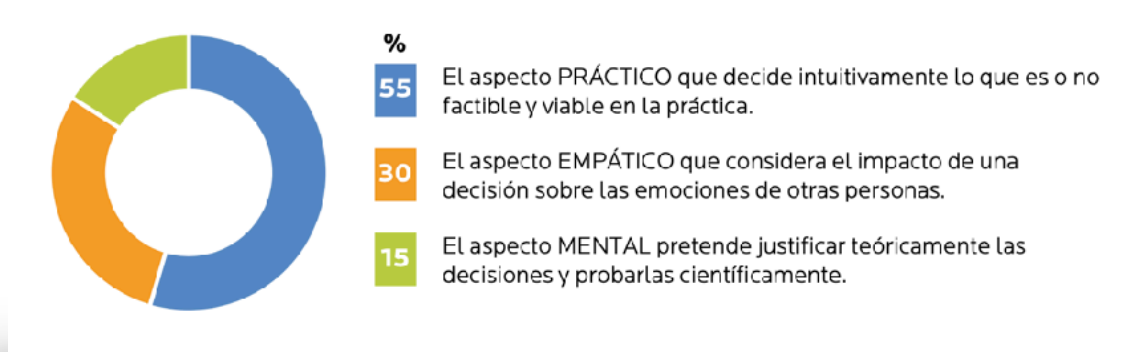 %
55
El aspecto PRÁCTICO que decide intuitivamente lo que es o no
factible y viable en la práctica.
30
El aspecto EMPÁTICO que considera el impacto de una
decisión sobre las emociones de otras personas.
15
El aspecto MENTAL pretende justificar teóricamente las
decisiones y probarlas científicamente.